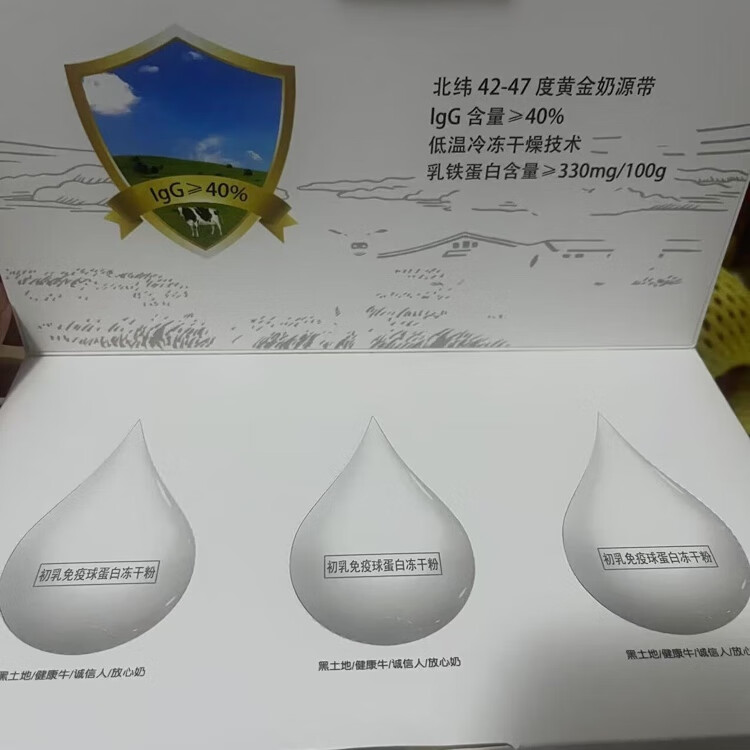 北纬 42-47 度黄金奶源带
IgG 含量≥40%
低温冷冻干燥技术
乳铁蛋白含量≥330mg/100g
IgG≥40%
初乳免疫球蛋白冻干粉
初乳免疫球蛋白冻干粉
初乳免疫球蛋白冻干粉
黑土地/健康牛/诚信人/放心奶
黑土地/健康牛/诚信人/放心奶
黑土地/健康牛/诚信人/放心